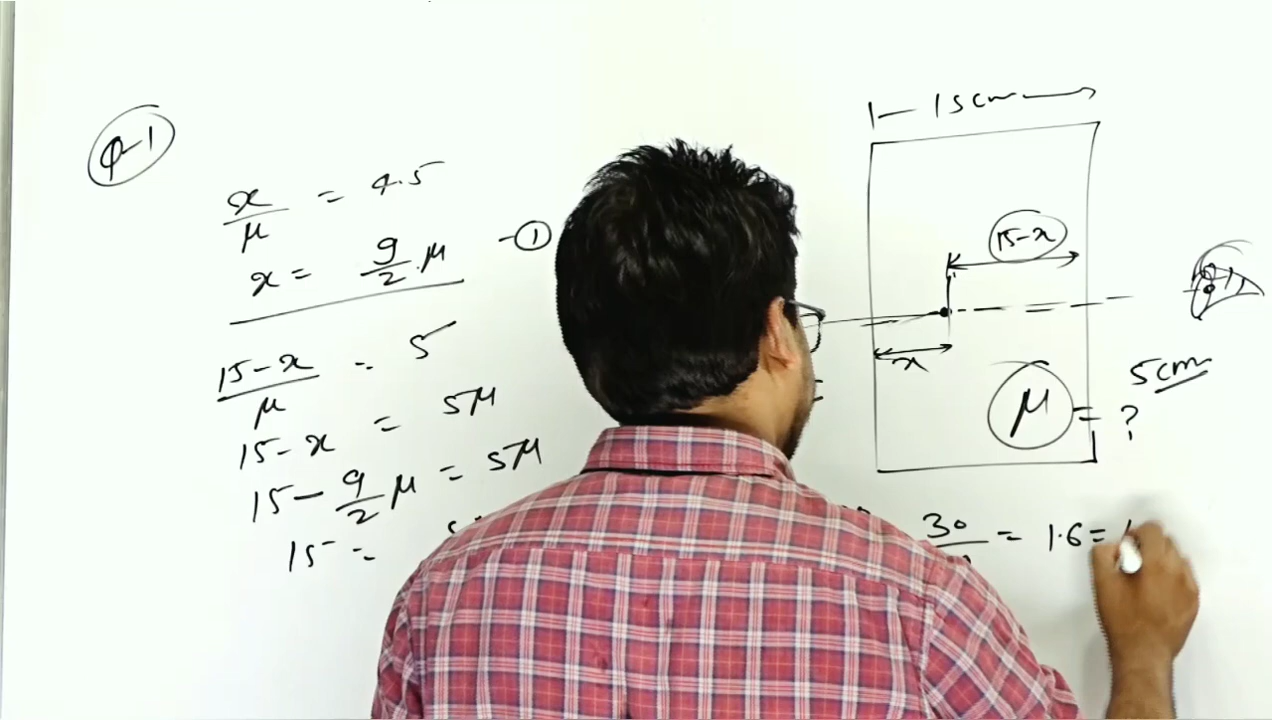 Q-1
x/μ = 4.5
x = 9/2 . μ -①
15-x/μ = 5
15-x = 5μ
15 - 9/2 μ = 5μ
15 =
15cm
15-x
x
5cm
μ = ?
30 = 1.6 =